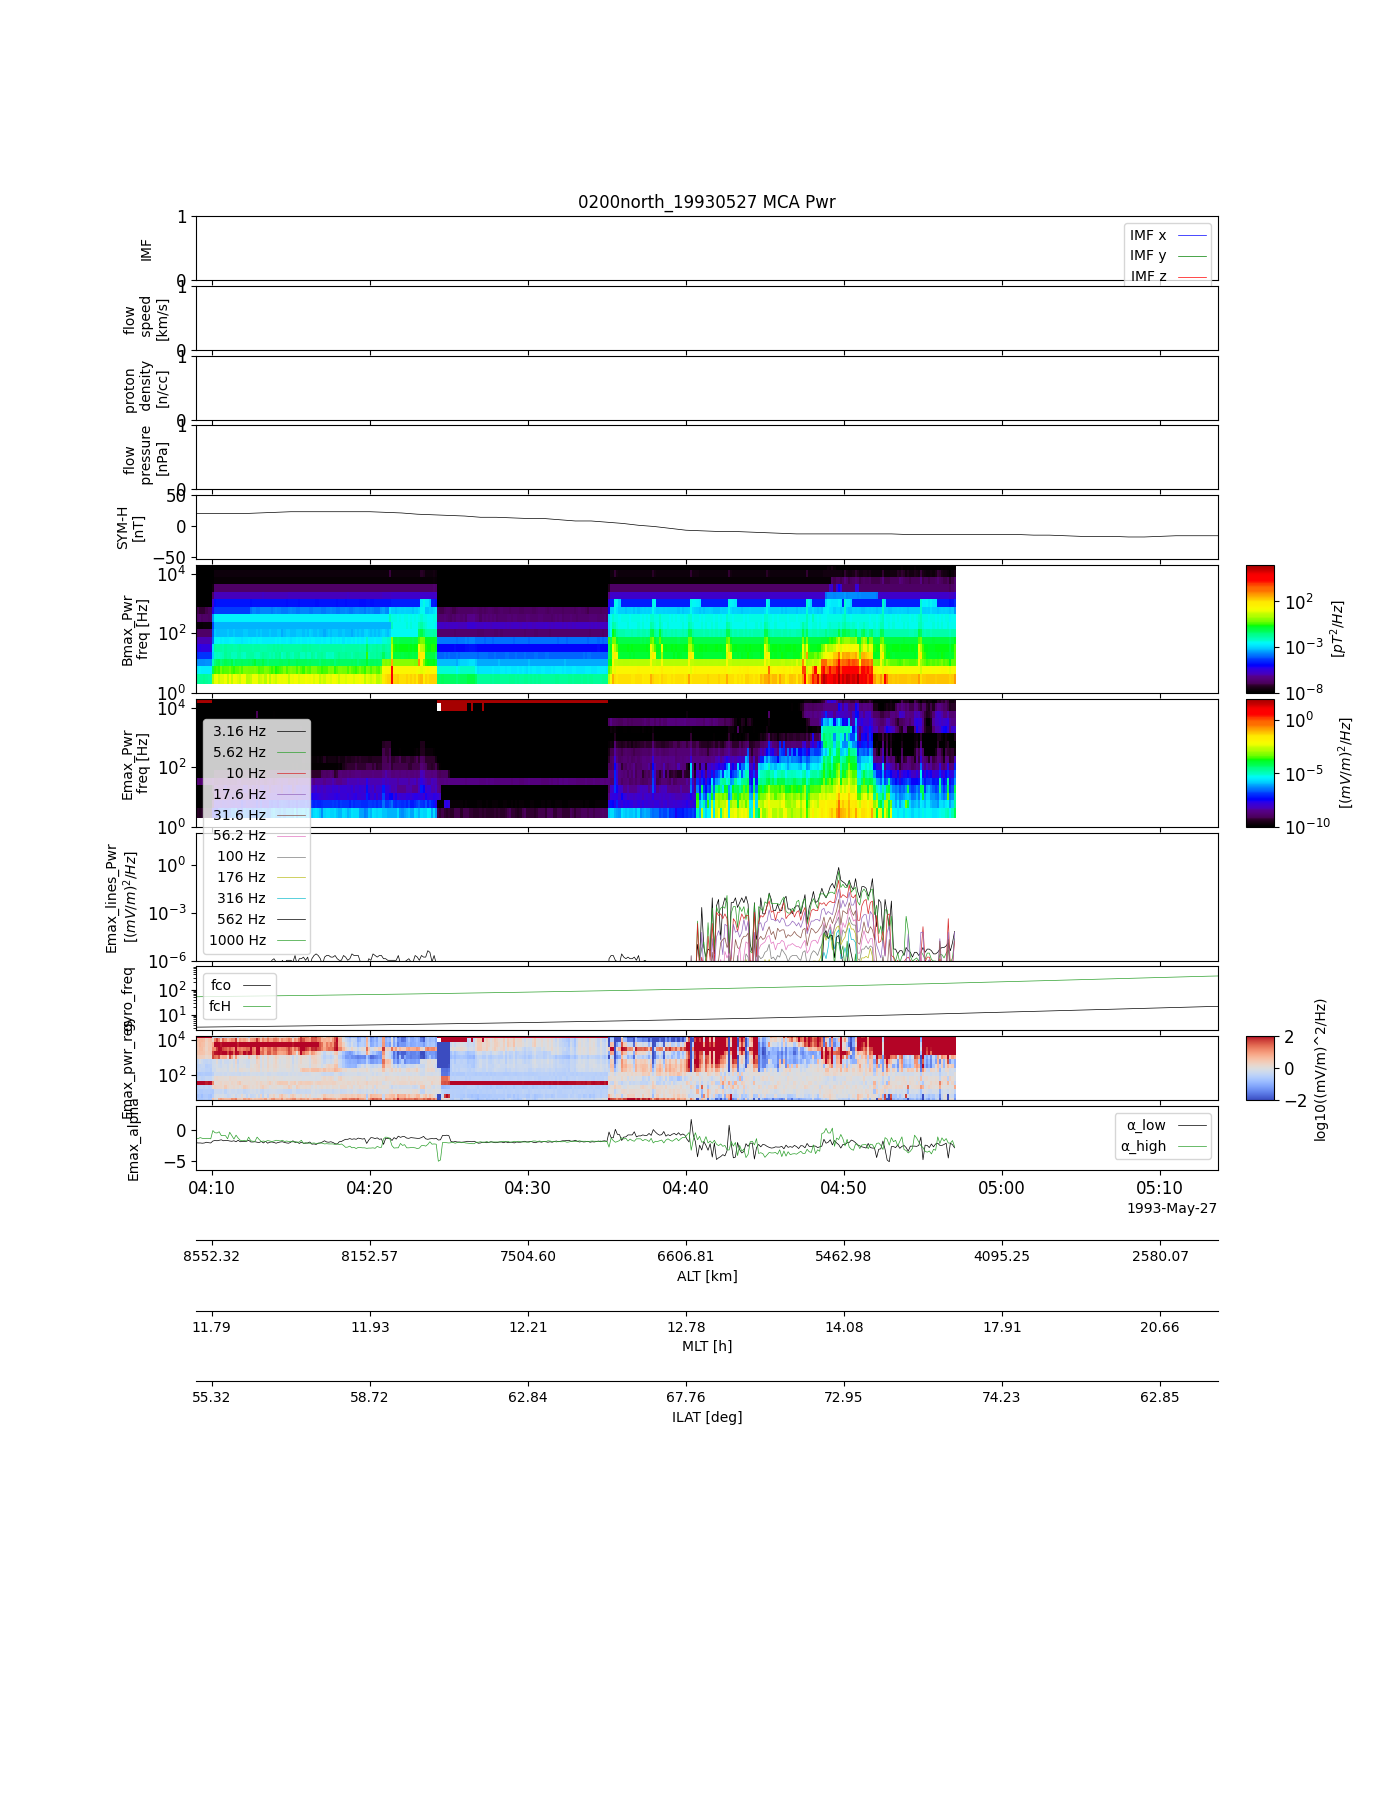 0200north_19930527 MCA Pwr
1
0
IMF
IMF x
IMF y
IMF z
1
0
flow
speed
[km/s]
1
0
proton
density
[n/cc]
1
0
flow
pressure
[nPa]
50
0
−50
SYM-H
[nT]
10^4
10^2
10^0
Bmax_Pwr
freq [Hz]
10^2
10^−3
10^−8
[pT^2/Hz]
10^4
10^2
10^0
Emax_Pwr
freq [Hz]
10^0
10^−5
10^−10
[(mV/m)^2/Hz]
3.16 Hz
5.62 Hz
10 Hz
17.6 Hz
31.6 Hz
56.2 Hz
100 Hz
176 Hz
316 Hz
562 Hz
1000 Hz
10^0
10^−3
10^−6
Emax_lines_Pwr
[(mV/m)^2/Hz]
10^2
10^1
gyro_freq
fco
fcH
10^4
10^2
2
0
−2
log10((mV/m)^2/Hz)
0
−5
Emax_alpha
α_low
α_high
04:10 04:20 04:30 04:40 04:50 05:00 05:10
1993-May-27
8552.32 8152.57 7504.60 6606.81 5462.98 4095.25 2580.07
ALT [km]
11.79 11.93 12.21 12.78 14.08 17.91 20.66
MLT [h]
55.32 58.72 62.84 67.76 72.95 74.23 62.85
ILAT [deg]